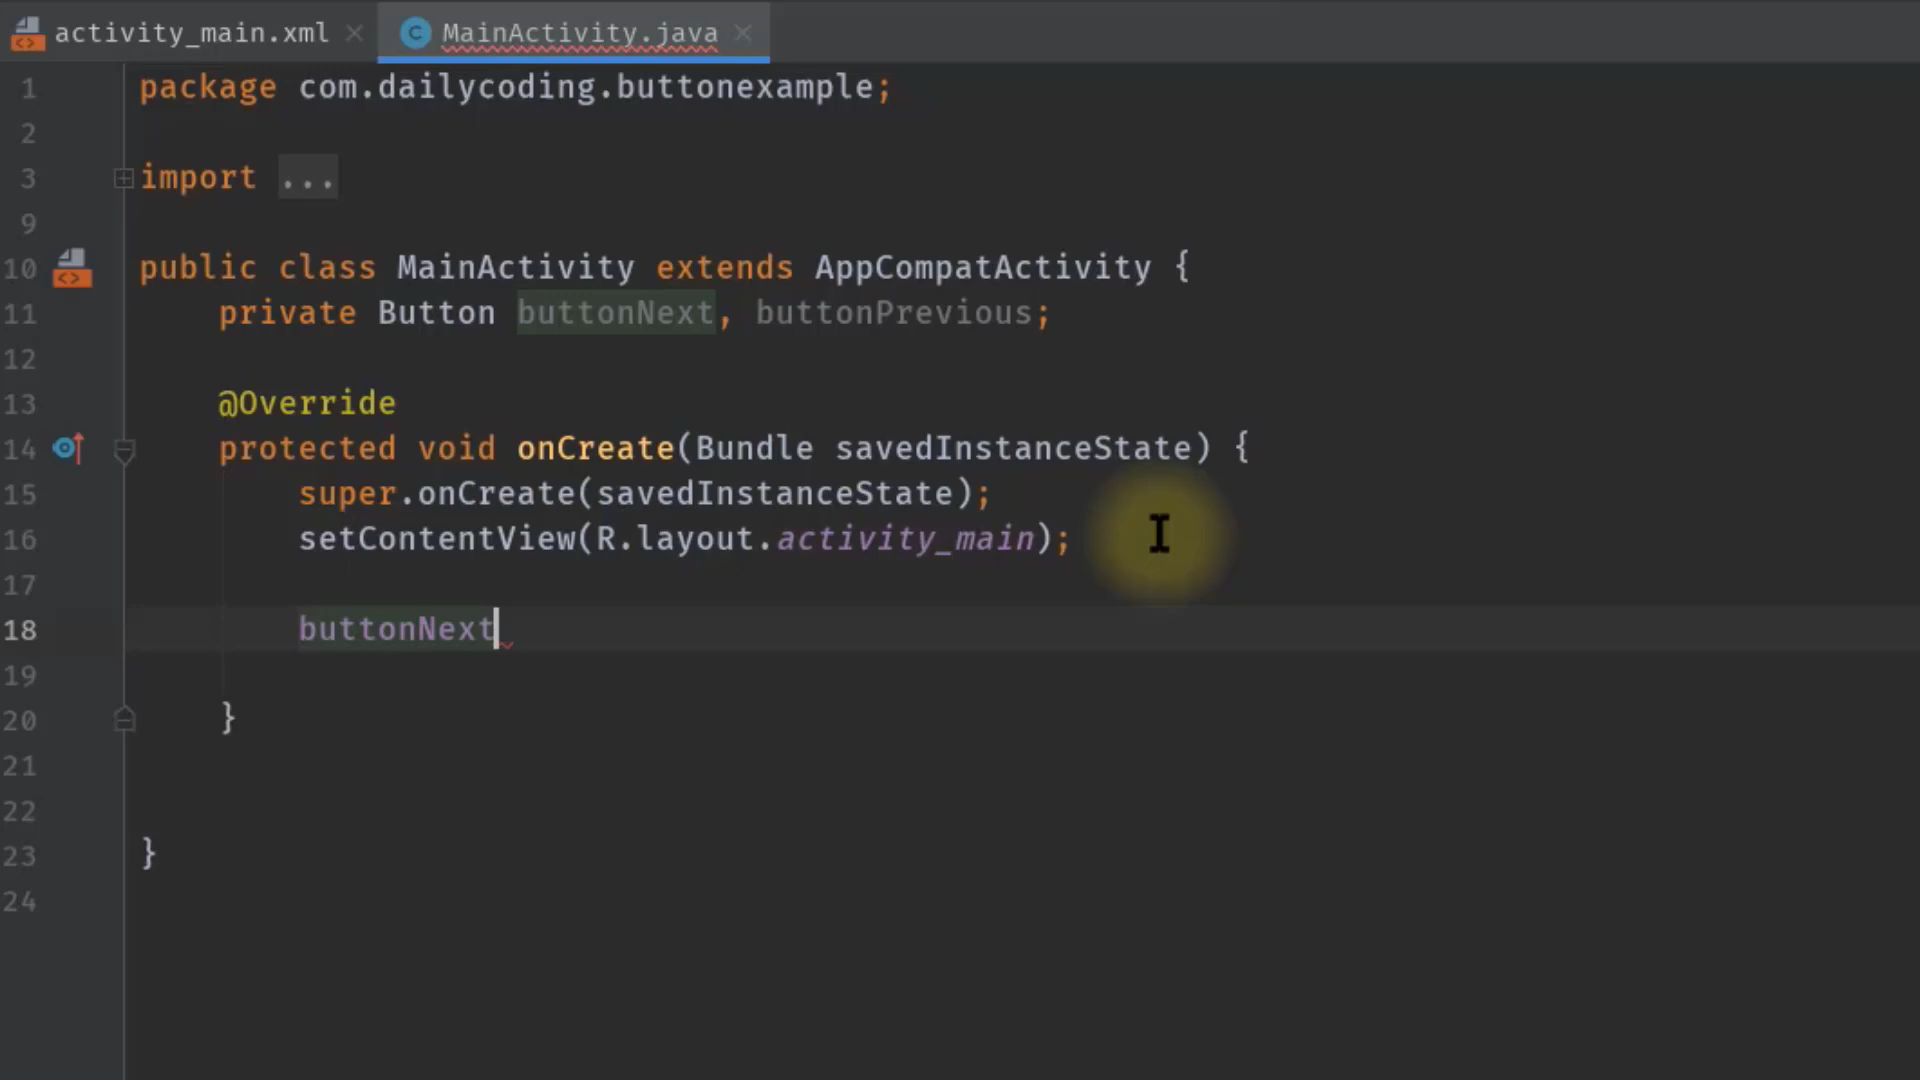 activity_main.xml MainActivity.java
1 package com.dailycoding.buttonexample;
2
3 import ...
9
10 public class MainActivity extends AppCompatActivity {
11 private Button buttonNext, buttonPrevious;
12
13 @Override
14 protected void onCreate(Bundle savedInstanceState) {
15 super.onCreate(savedInstanceState);
16 setContentView(R.layout.activity_main);
17
18 buttonNext
19
20 }
21
22
23 }
24